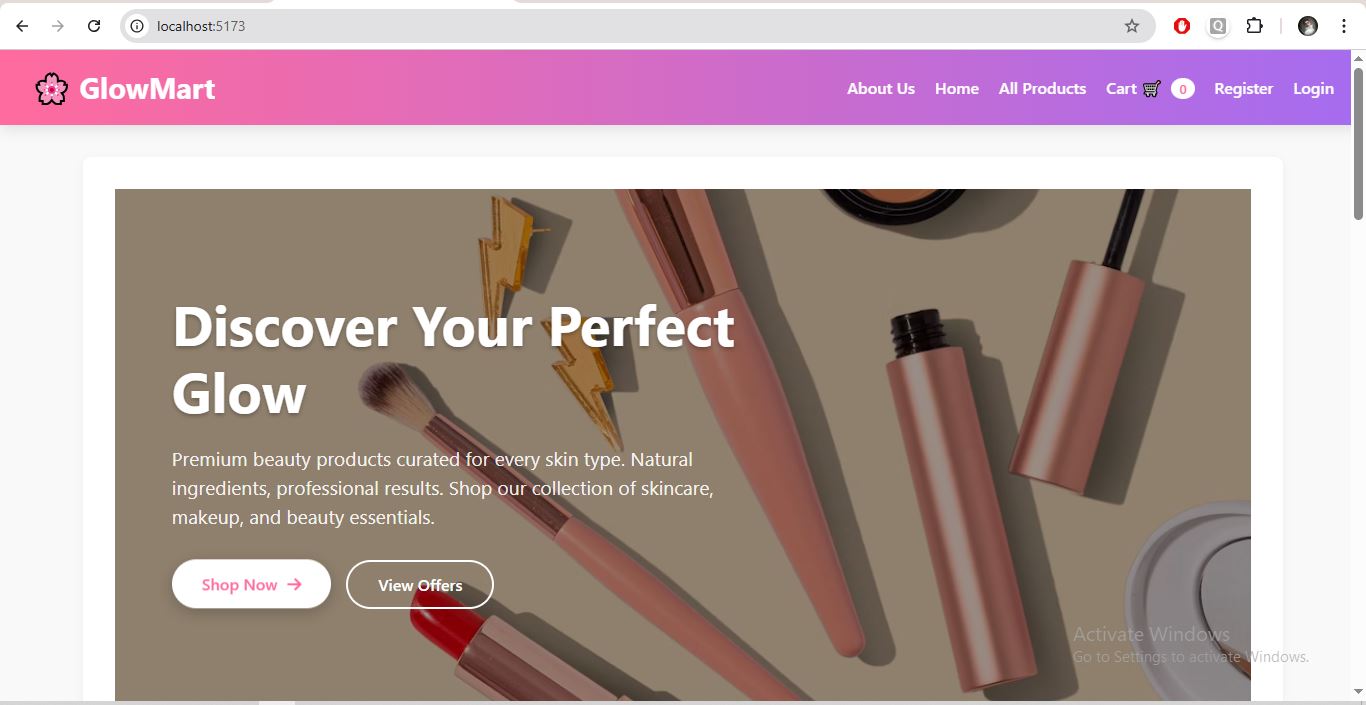 localhost:5173
GlowMart
About Us Home All Products Cart 0 Register Login
Discover Your Perfect
Glow
Premium beauty products curated for every skin type. Natural
ingredients, professional results. Shop our collection of skincare,
makeup, and beauty essentials.
Shop Now → View Offers
Activate Windows
Go to Settings to activate Windows.